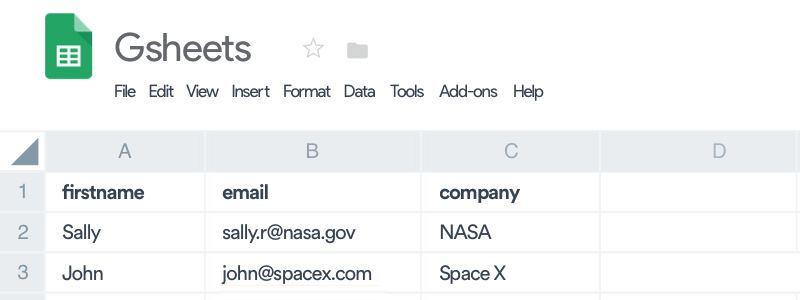 Gsheets
File Edit View Insert Format Data Tools Add-ons Help
A B C D
1 firstname email company
2 Sally sally.r@nasa.gov NASA
3 John john@spacex.com Space X